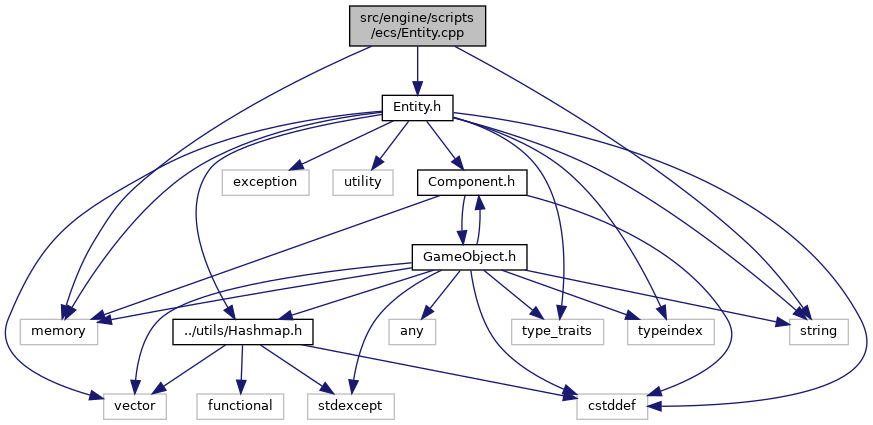 src/engine/scripts
/ecs/Entity.cpp
Entity.h
exception
utility
Component.h
GameObject.h
memory
../utils/Hashmap.h
any
type_traits
typeindex
string
vector
functional
stdexcept
cstddef